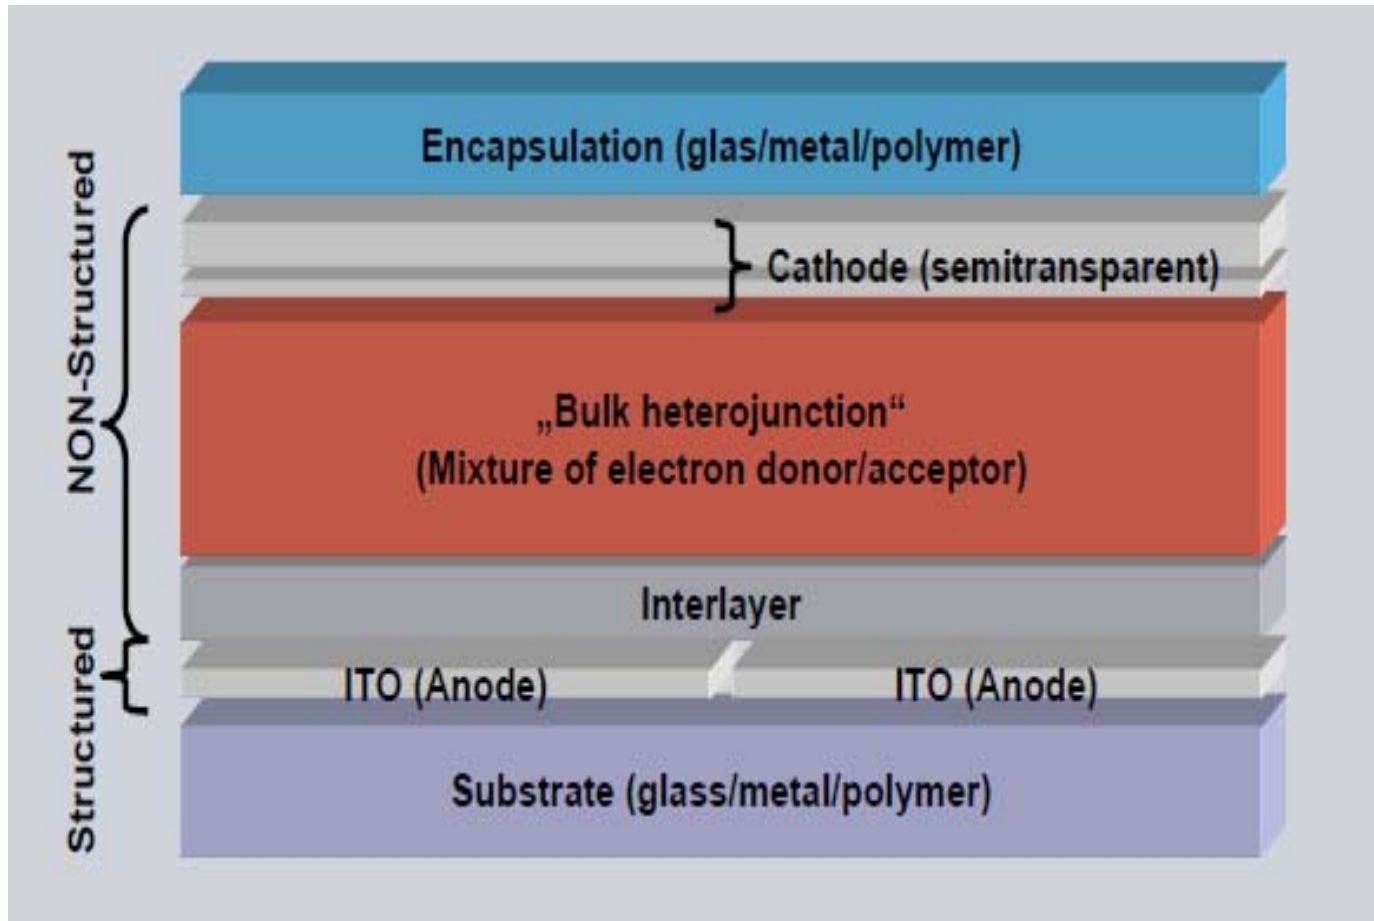 Encapsulation (glas/metal/polymer)
Cathode (semitransparent)
„Bulk heterojunction“
(Mixture of electron donor/acceptor)
Interlayer
ITO (Anode)
ITO (Anode)
Substrate (glass/metal/polymer)
NON-Structured
Structured